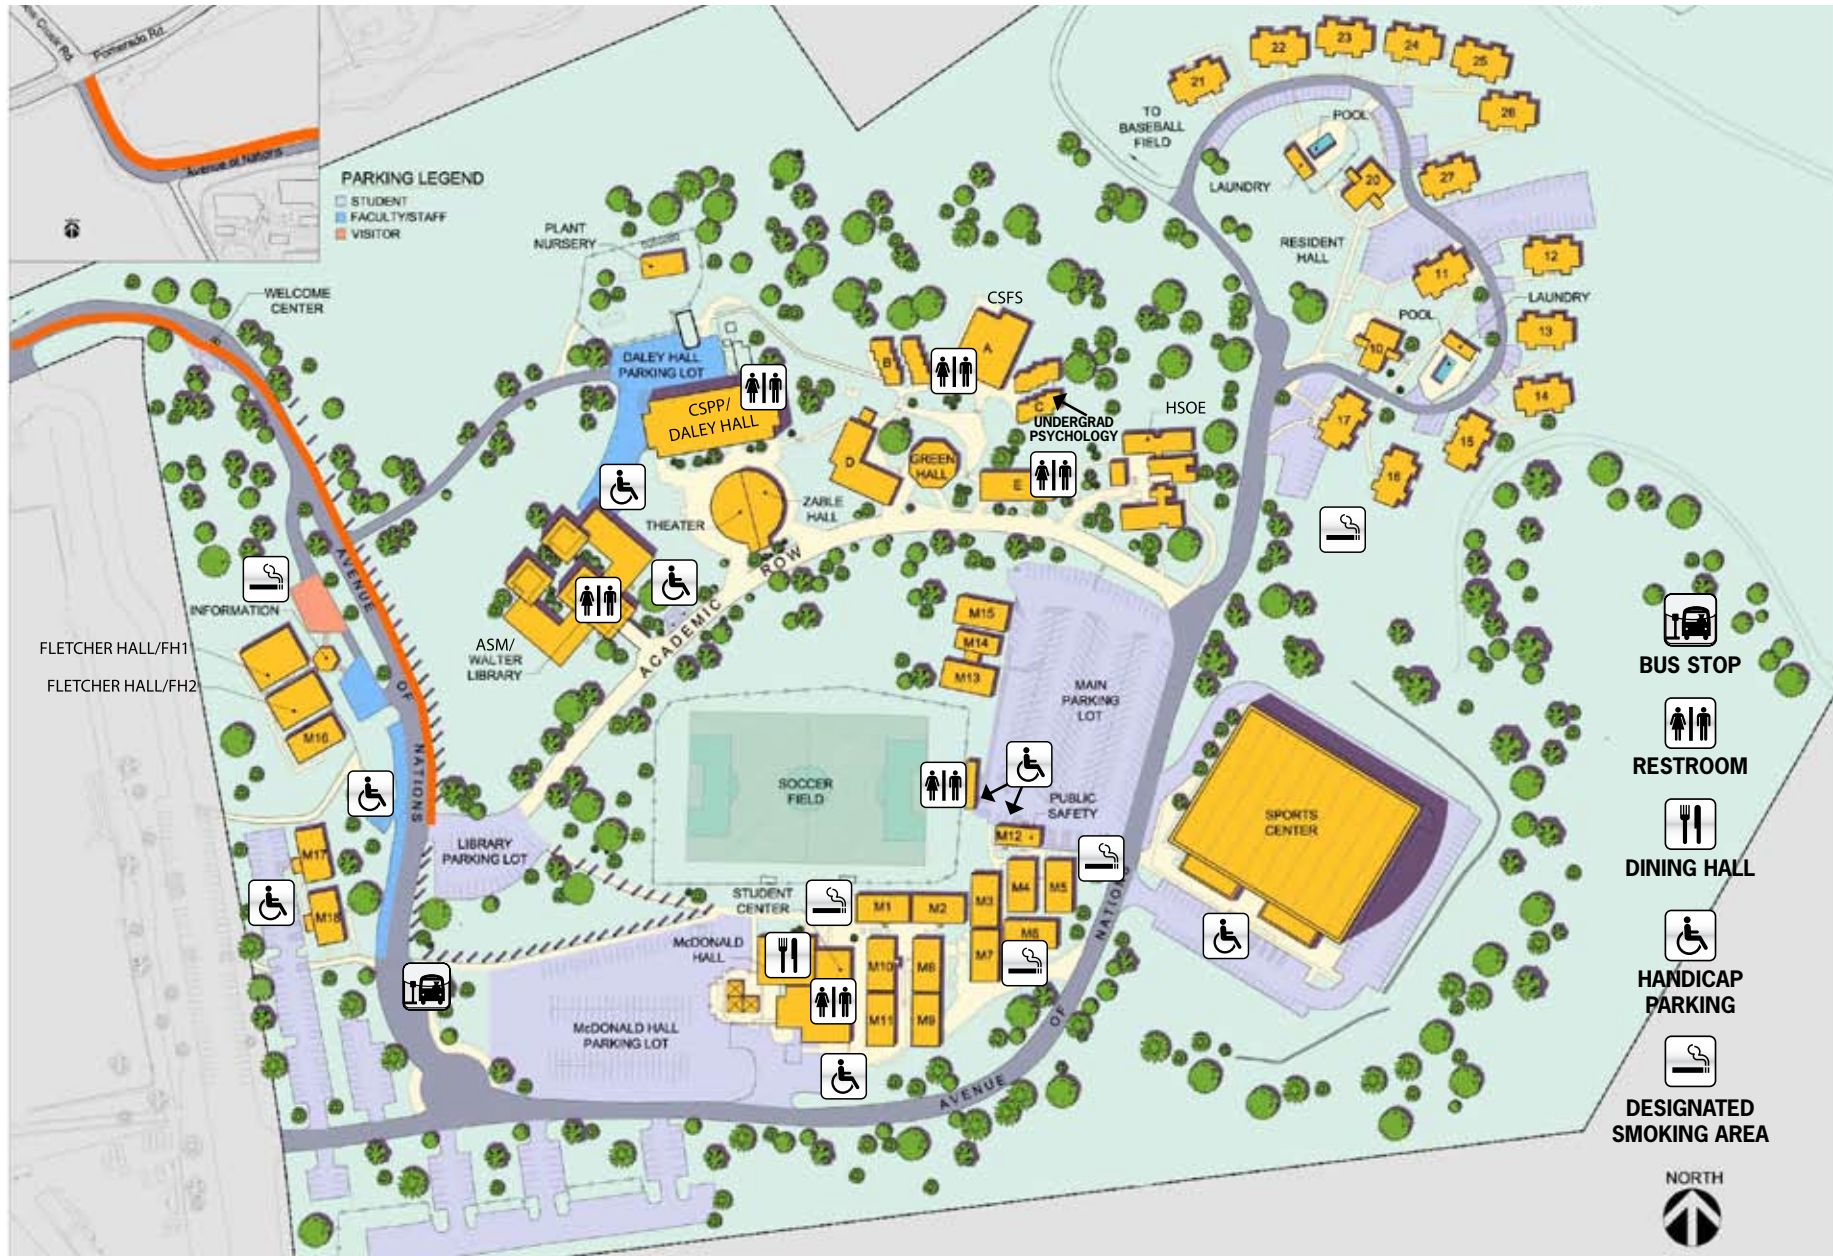 Pomerado Rd.
Avenue of Nations
PARKING LEGEND
STUDENT
FACULTY/STAFF
VISITOR
WELCOME
CENTER
PLANT
NURSERY
DALEY HALL
PARKING LOT
CSPP/
DALEY HALL
CSFS
B
A
C
UNDERGRAD
PSYCHOLOGY
HSOE
D
GREEN
HALL
E
ZABLE
HALL
THEATER
ACADEMIC ROW
ASM/
WALTER
LIBRARY
TO
BASEBALL
FIELD
21
22
23
24
25
26
27
POOL
LAUNDRY
20
RESIDENT
HALL
11
12
LAUNDRY
POOL
13
10
14
17
15
16
AVENUE OF NATIONS
INFORMATION
FLETCHER HALL/FH1
FLETCHER HALL/FH2
M16
M17
M18
LIBRARY
PARKING LOT
M15
M14
M13
MAIN
PARKING
LOT
SOCCER
FIELD
PUBLIC
SAFETY
M12
SPORTS
CENTER
STUDENT
CENTER
M1
M2
M3
M4
M5
M6
M7
McDONALD
HALL
M10
M8
M11
M9
McDONALD HALL
PARKING LOT
AVENUE OF NATIONS
BUS STOP
RESTROOM
DINING HALL
HANDICAP
PARKING
DESIGNATED
SMOKING AREA
NORTH